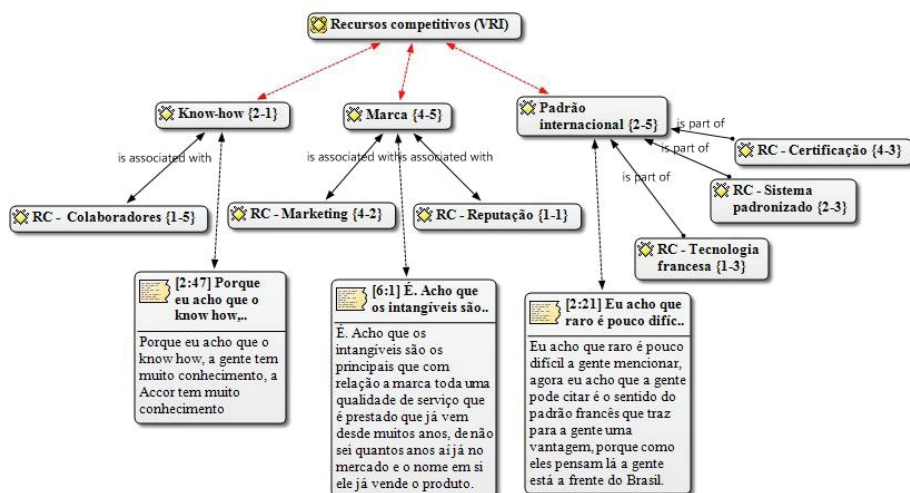 Recursos competitivos (VRI)
Know-how {2-1}
Marca {4-5}
Padrão
internacional {2-5}
is part of
RC - Certificação {4-3}
is associated with
is associated with
is associated with
is part of
RC - Sistema
padronizado {2-3}
is part of
RC - Colaboradores {1-5}
RC - Marketing {4-2}
RC - Reputação {1-1}
RC - Tecnologia
francesa {1-3}
[2:47] Porque
eu acho que o
know how,..
Porque eu acho que o
know how, a gente tem
muito conhecimento, a
Accor tem muito
conhecimento
[6:1] É. Acho que
os intangíveis são..
É. Acho que os
intangíveis são os
principais que com
relação a marca toda uma
qualidade de serviço que
é prestado que já vem
desde muitos anos, de não
sei quantos anos aí já no
mercado e o nome em si
ele já vende o produto.
[2:21] Eu acho que
raro é pouco difíc..
Eu acho que raro é pouco
difícil a gente mencionar,
agora eu acho que a gente
pode citar é o sentido do
padrão francês que traz
para a gente uma
vantagem, porque como
eles pensam lá a gente
está a frente do Brasil.